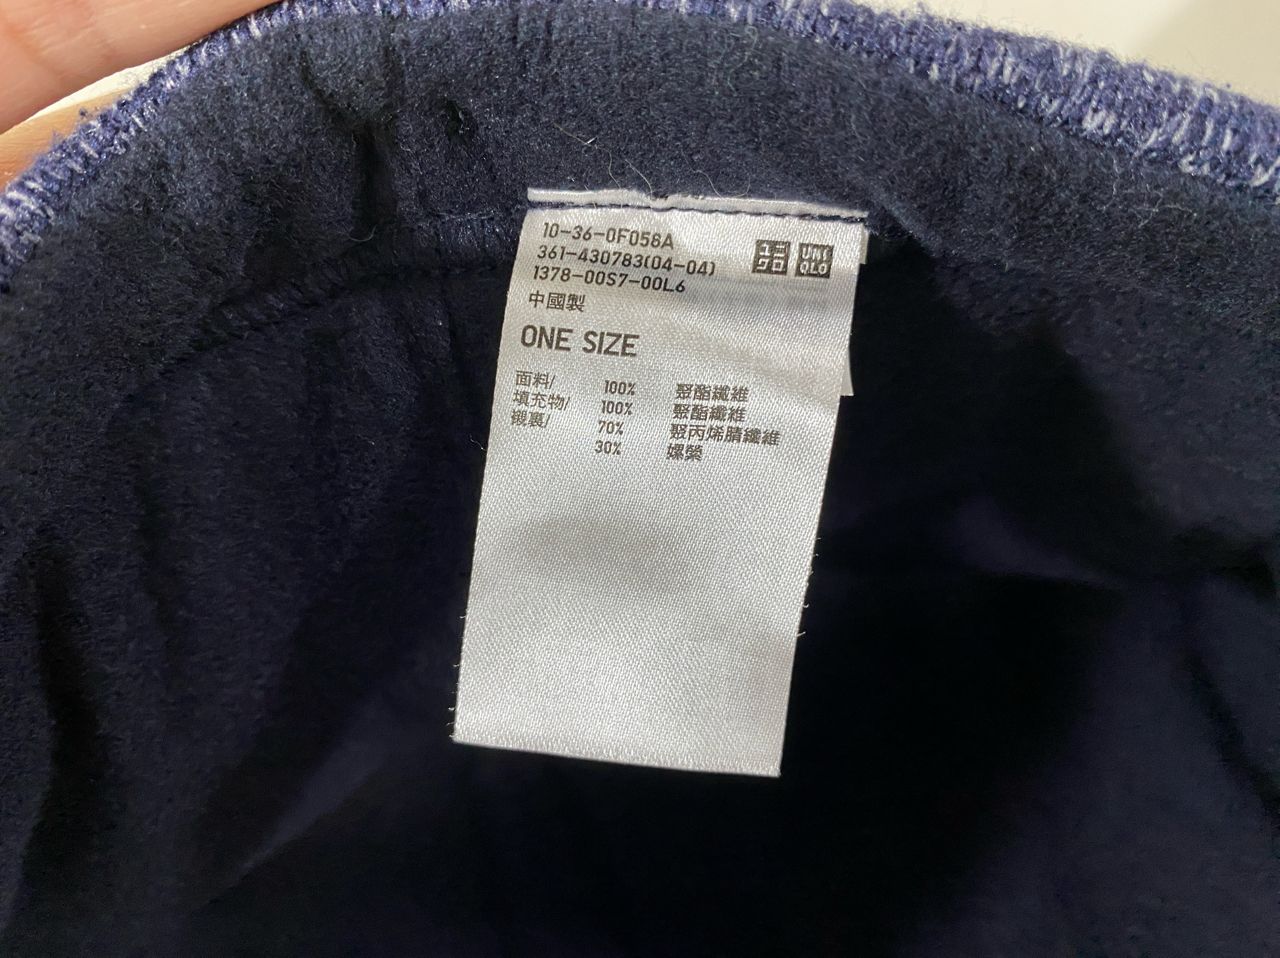 10-36-0F058A
361-430783(04-04)
1378-00S7-00L6
ユニクロ
UNIQLO
中國製
ONE SIZE
面料/ 100% 聚酯纖維
填充物/ 100% 聚酯纖維
襯裏/ 70% 聚丙烯腈纖維
30% 嫘縈